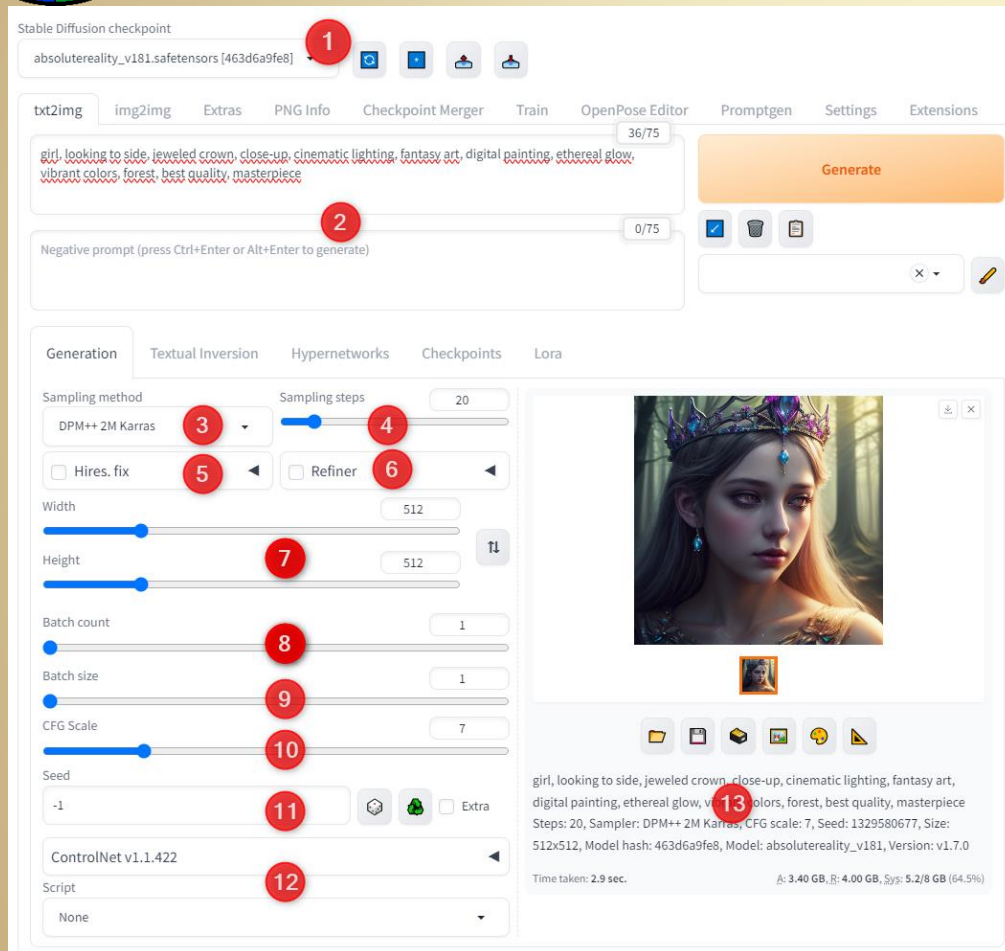 Stable Diffusion checkpoint
1
absolutereality_v181.safetensors [463d6a9fe8]
txt2img img2img Extras PNG Info Checkpoint Merger Train OpenPose Editor Promptgen Settings Extensions
36/75
girl, looking to side, jeweled crown, close-up, cinematic lighting, fantasy art, digital painting, ethereal glow,
vibrant colors, forest, best quality, masterpiece
Generate
2
0/75
Negative prompt (press Ctrl+Enter or Alt+Enter to generate)
Generation Textual Inversion Hypernetworks Checkpoints Lora
Sampling method
Sampling steps
20
DPM++ 2M Karras
3
4
Hires. fix
5
Refiner
6
Width
512
Height
512
7
Batch count
1
8
Batch size
1
9
CFG Scale
7
10
Seed
-1
11
Extra
ControlNet v1.1.422
12
Script
None
girl, looking to side, jeweled crown, close-up, cinematic lighting, fantasy art,
digital painting, ethereal glow, 13 colors, forest, best quality, masterpiece
Steps: 20, Sampler: DPM++ 2M Karras, CFG scale: 7, Seed: 1329580677, Size:
512x512, Model hash: 463d6a9fe8, Model: absolutereality_v181, Version: v1.7.0
Time taken: 2.9 sec.
A: 3.40 GB, R: 4.00 GB, Sys: 5.2/8 GB (64.5%)